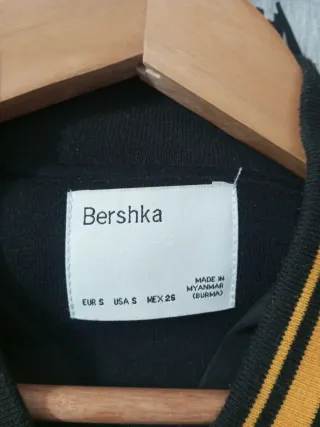 Bershka
MADE IN
MYANMAR
(BURMA)
EUR S USA S MEX 26